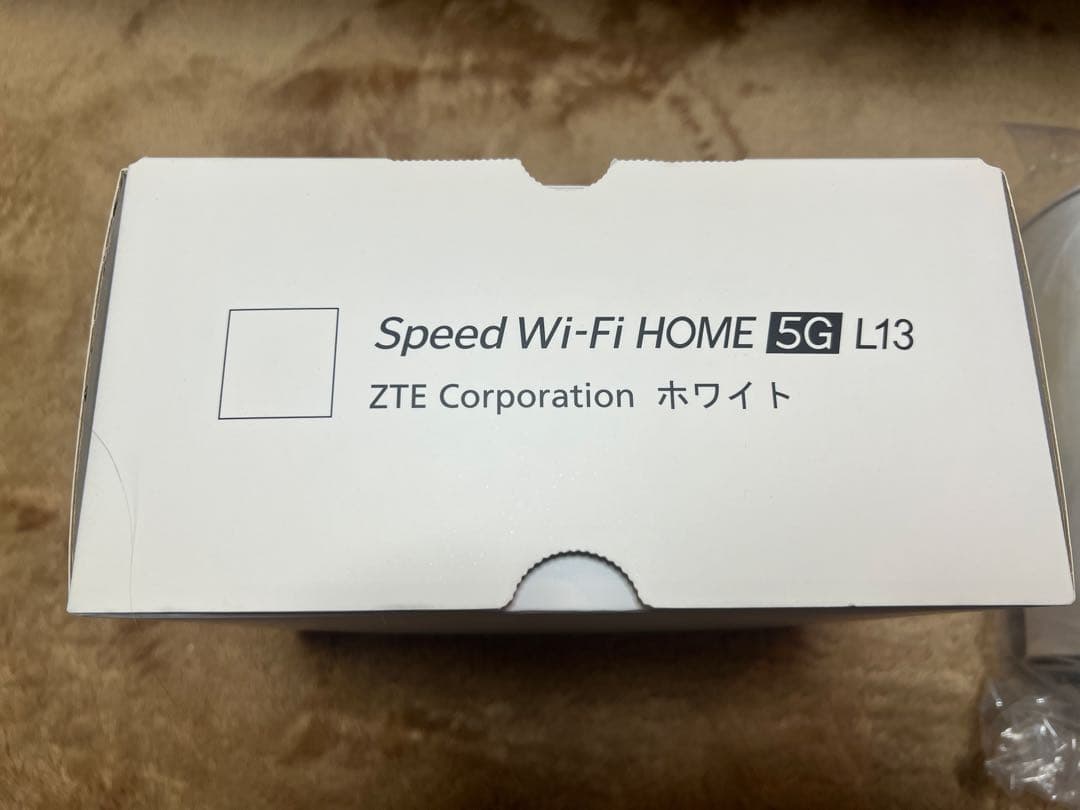 Speed Wi-Fi HOME 5G L13
ZTE Corporation ホワイト